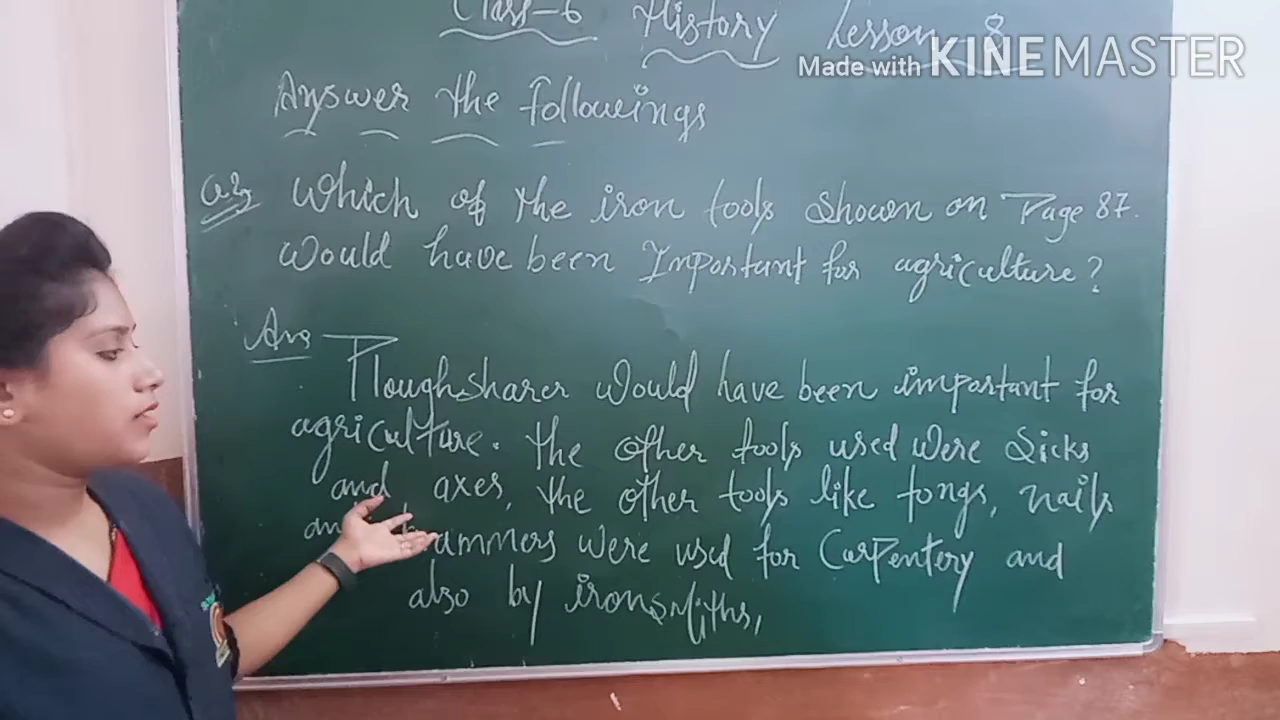 Class-6 History Lesson 8
Made with KINEMASTER
Answer the followings
Q3 Which of the iron tools shown on Page 87.
would have been Important for agriculture?
Ans
Ploughsharer would have been important for
agriculture. The other tools used were Sicks
and axes, the other tools like tongs, nails
hammers were used for Carpentery and
also by ironsmiths,